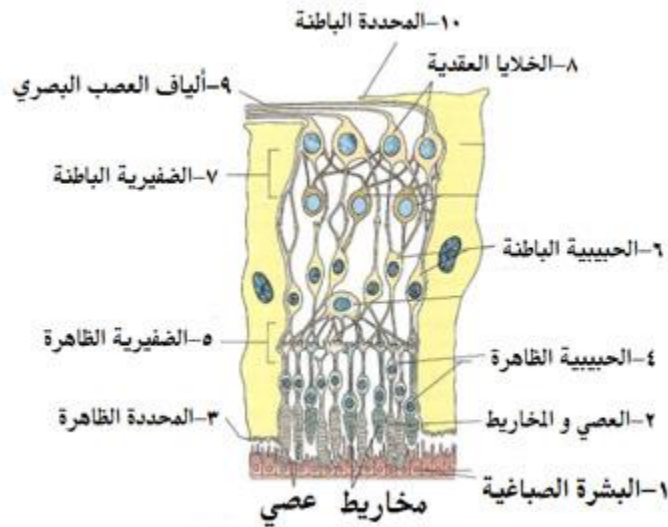 ١٠-المحددة الباطنة
٨-الخلايا العقدية
٩-ألياف العصب البصري
٧-الضفيرية الباطنة
٦-الحبيبية الباطنة
٥-الضفيرية الظاهرة
٤-الحبيبية الظاهرة
٣-المحددة الظاهرة
٢-العصي و المخاريط
١-البشرة الصباغية
مخاريط
عصي